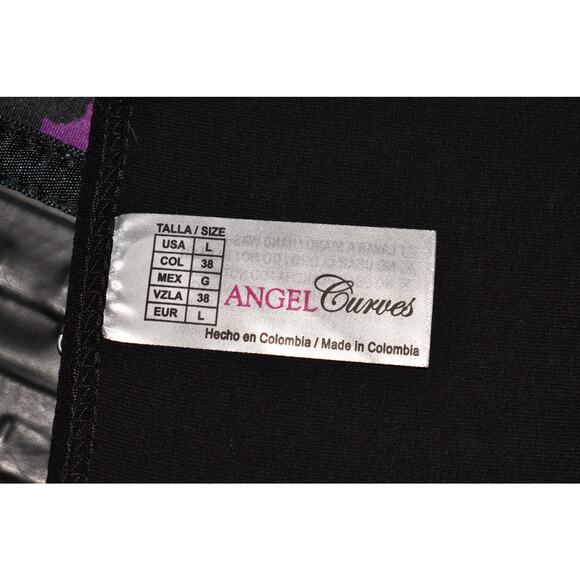 TALLA / SIZE
USA L
COL 38
MEX G
VZLA 38
EUR L
ANGEL Curves
Hecho en Colombia / Made in Colombia